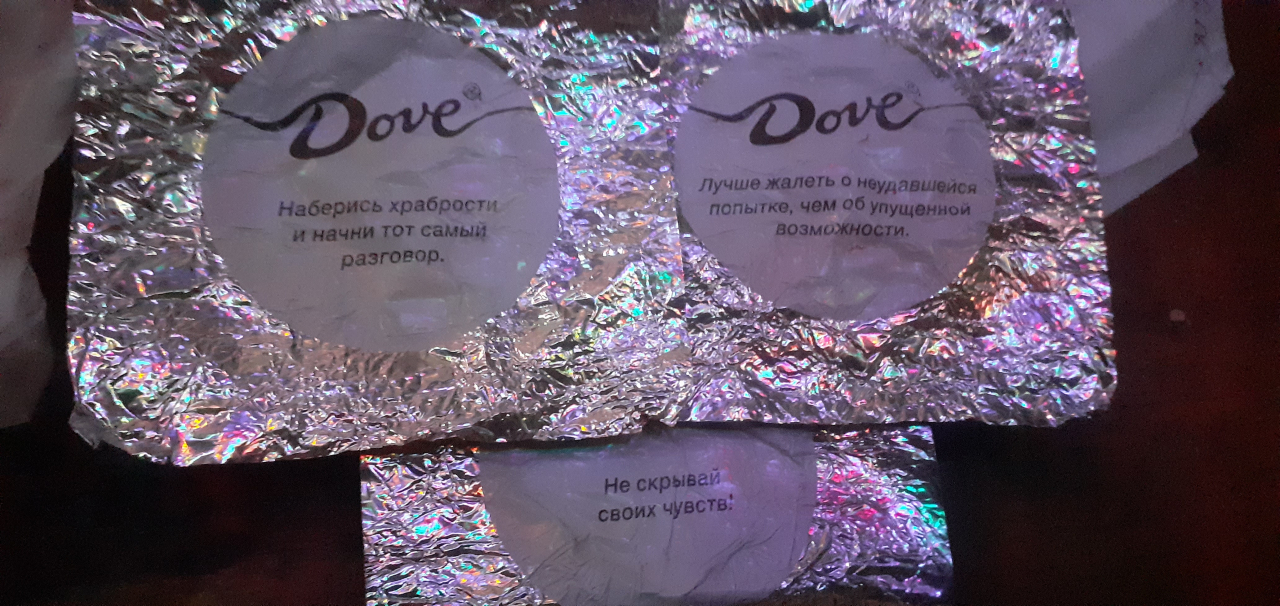 Dove®
Наберись храбрости
и начни тот самый
разговор.
Dove®
Лучше жалеть о неудавшейся
попытке, чем об упущенной
возможности.
Не скрывай
своих чувств!